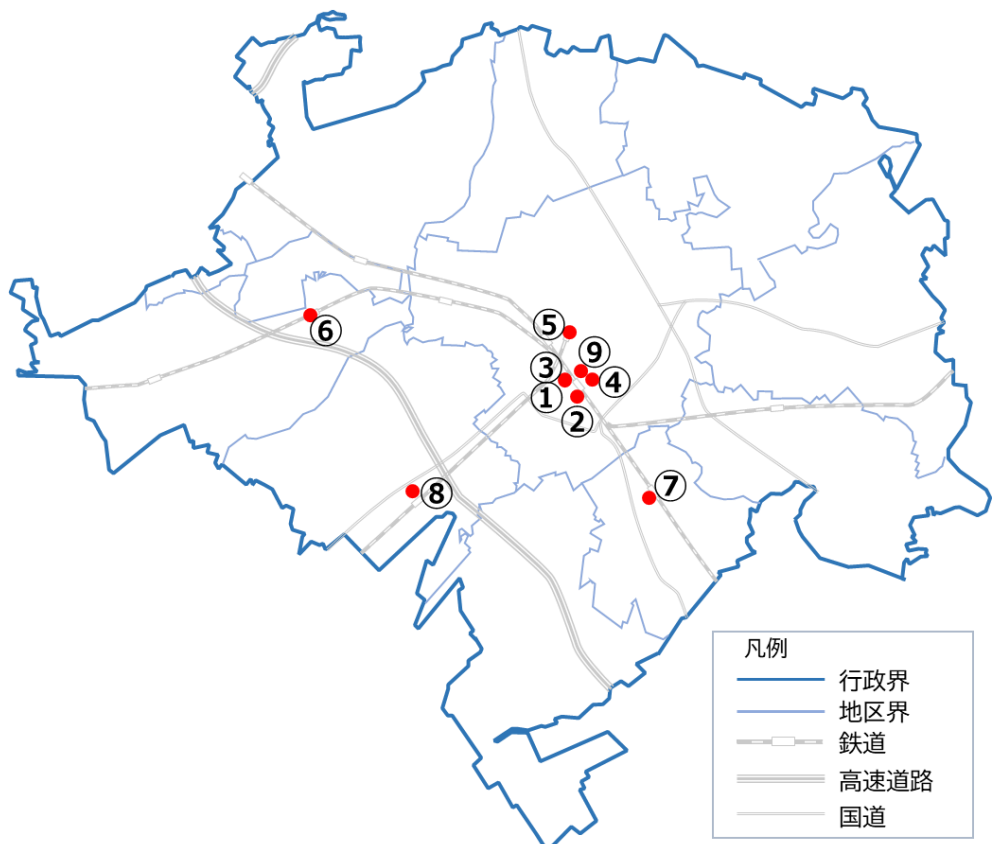 ⑤
⑨
③
④
⑥
①
②
⑦
⑧
凡例
行政界
地区界
鉄道
高速道路
国道